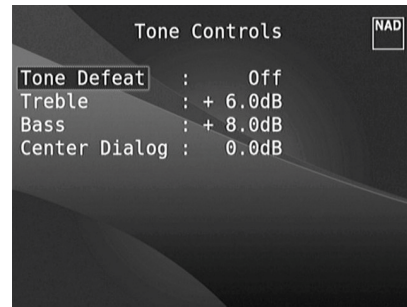 Tone Controls
NAD
Tone Defeat : Off
Treble : + 6.0dB
Bass : + 8.0dB
Center Dialog : 0.0dB